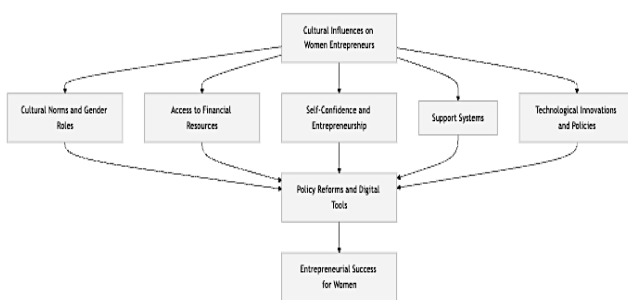 Cultural Influences on
Women Entrepreneurs
Cultural Norms and Gender
Roles
Access to Financial
Resources
Self-Confidence and
Entrepreneurship
Support Systems
Technological Innovations
and Policies
Policy Reforms and Digital
Tools
Entrepreneurial Success
for Women